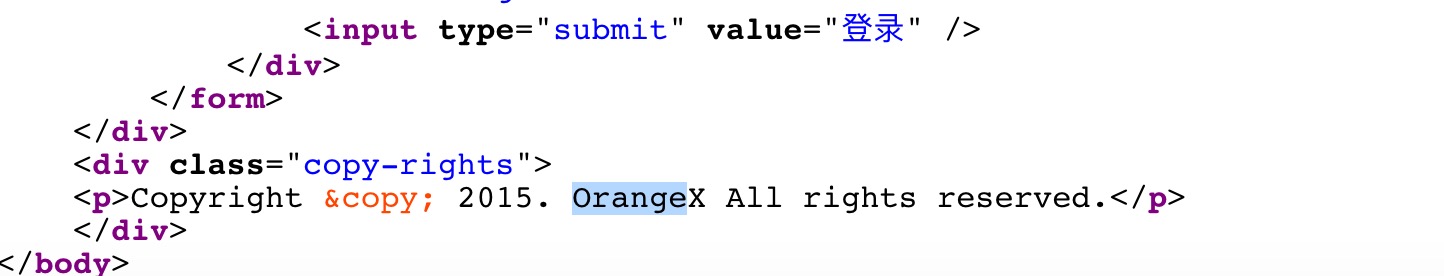 <input type="submit" value="登录" />
</div>
</form>
</div>
<div class="copy-rights">
<p>Copyright &copy; 2015. OrangeX All rights reserved.</p>
</div>
</body>